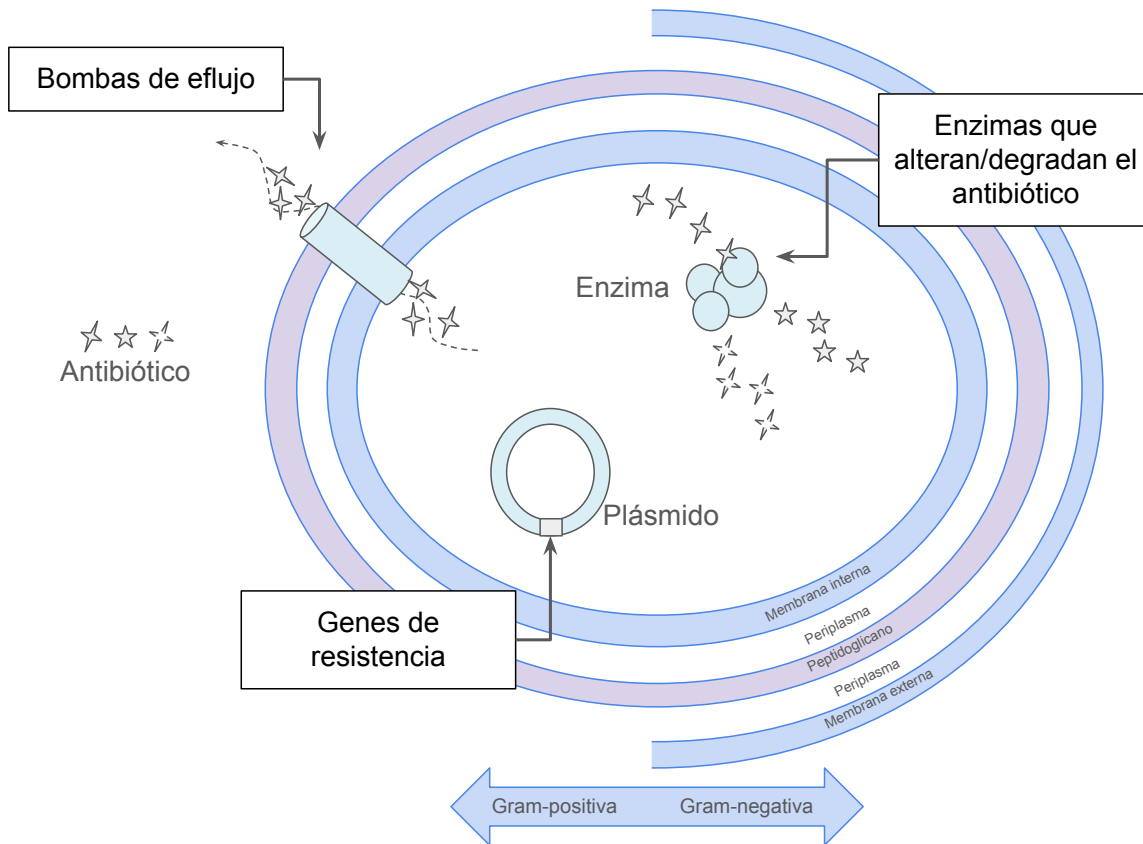 Bombas de eflujo
Enzimas que
alteran/degradan el
antibiótico
Enzima
Antibiótico
Plásmido
Genes de
resistencia
Membrana interna
Periplasma
Peptidoglicano
Periplasma
Membrana externa
Gram-positiva
Gram-negativa